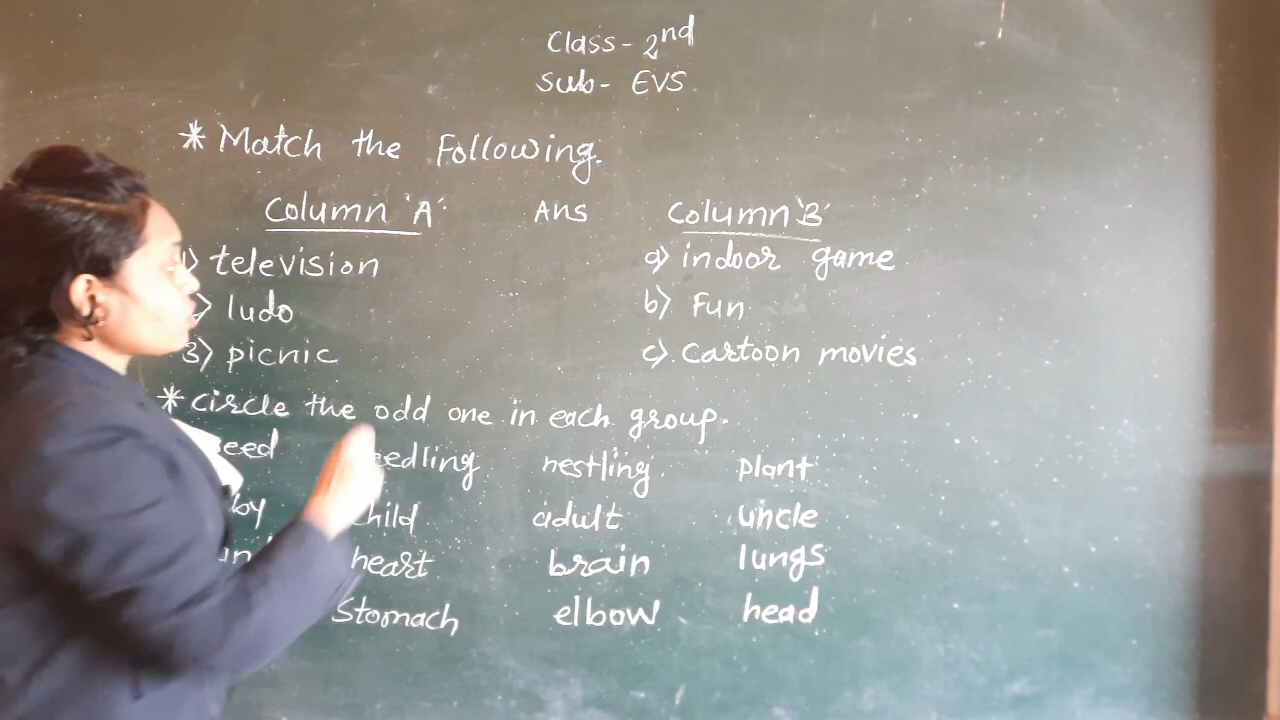 Class - 2nd
Sub - EVS
* Match the Following.
Column 'A' Ans Column 'B'
1) television a) indoor game
ludo b) Fun
3) picnic c) Cartoon movies
* circle the odd one in each group.
seed seedling nestling plant
child adult uncle
heart brain lungs
Stomach elbow head